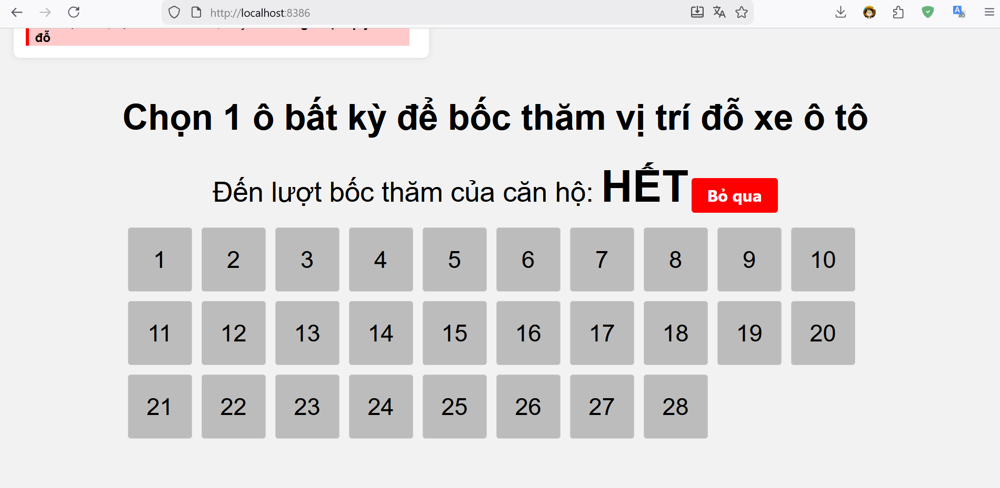 http://localhost:8386
đỗ
Chọn 1 ô bất kỳ để bốc thăm vị trí đỗ xe ô tô
Đến lượt bốc thăm của căn hộ: HẾT Bỏ qua
1 2 3 4 5 6 7 8 9 10
11 12 13 14 15 16 17 18 19 20
21 22 23 24 25 26 27 28